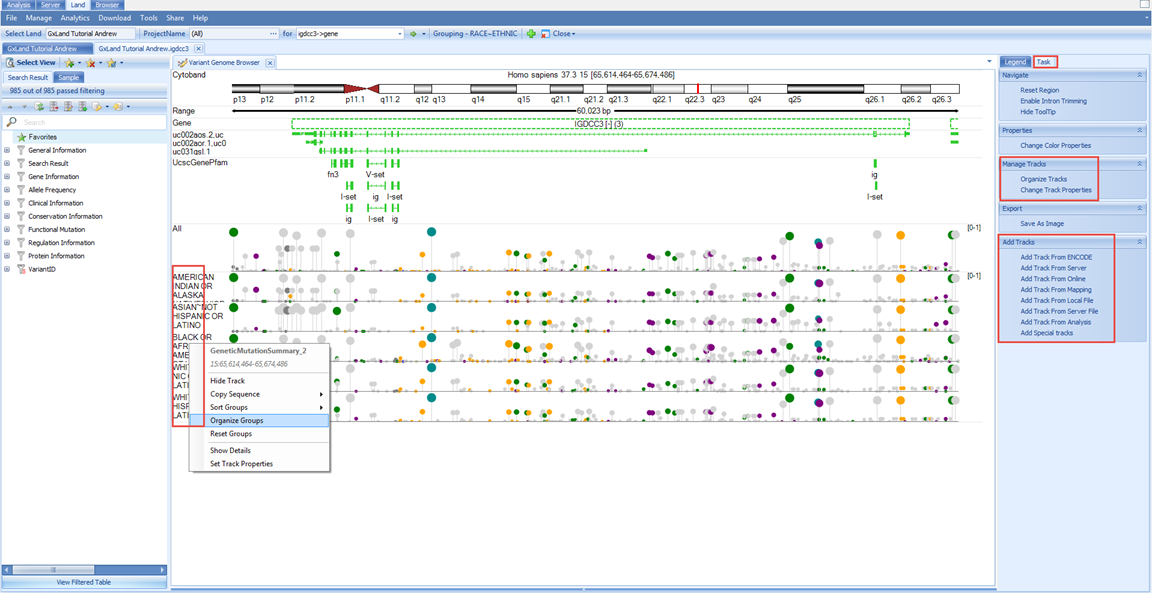 Analysis Server Land Browser
File Manage Analytics Download Tools Share Help
Select Land GxLand Tutorial Andrew ProjectName (All) ... for igdcc3->gene Grouping - RACE~ETHNIC Close
GxLand Tutorial Andrew GxLand Tutorial Andrew.igdcc3
Select View
Search Result Sample
985 out of 985 passed filtering
Search
Favorites
General Information
Search Result
Gene Information
Allele Frequency
Clinical Information
Conservation Information
Functional Mutation
Regulation Information
Protein Information
VariantID
View Filtered Table
Variant Genome Browser
Cytoband Homo sapiens 37.3 15 [65,614,464-65,674,486]
p13 p12 p11.2 p11.1 q11.2 q12 q13 q14 q15 q21.1 q21.2 q21.3 q22.1 q22.3 q23 q24 q25 q26.1 q26.2 q26.3
Range 60,023 bp
Gene IGDCC3 [-] (3)
uc002aos.2,uc
uc002aor.1,uc0
uc031qsl.1
UcscGenePfam
fn3 V-set ig
I-set ig I-set I-set
ig I-set ig
All [0-1]
AMERICAN [0-1]
INDIAN OR
ALASKA
ASIAN~NOT
HISPANIC OR
LATINO
BLACK OR
AFR
AME
WHI
NIC
LATI
WHI
HISP
LATI
GeneticMutationSummary_2
15:65,614,464-65,674,486
Hide Track
Copy Sequence
Sort Groups
Organize Groups
Reset Groups
Show Details
Set Track Properties
Legend Task
Navigate
Reset Region
Enable Intron Trimming
Hide ToolTip
Properties
Change Color Properties
Manage Tracks
Organize Tracks
Change Track Properties
Export
Save As Image
Add Tracks
Add Track From ENCODE
Add Track From Server
Add Track From Online
Add Track From Mapping
Add Track From Local File
Add Track From Server File
Add Track From Analysis
Add Special tracks